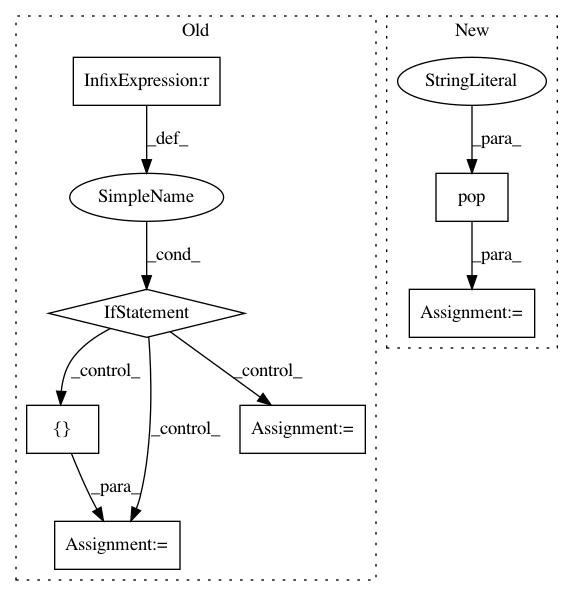 Old
New
InfixExpression:r
StringLiteral
_def_
_para_
SimpleName
pop
_cond_
_para_
IfStatement
Assignment:=
_control_
_control_
_control_
{}
Assignment:=
_para_
Assignment:=